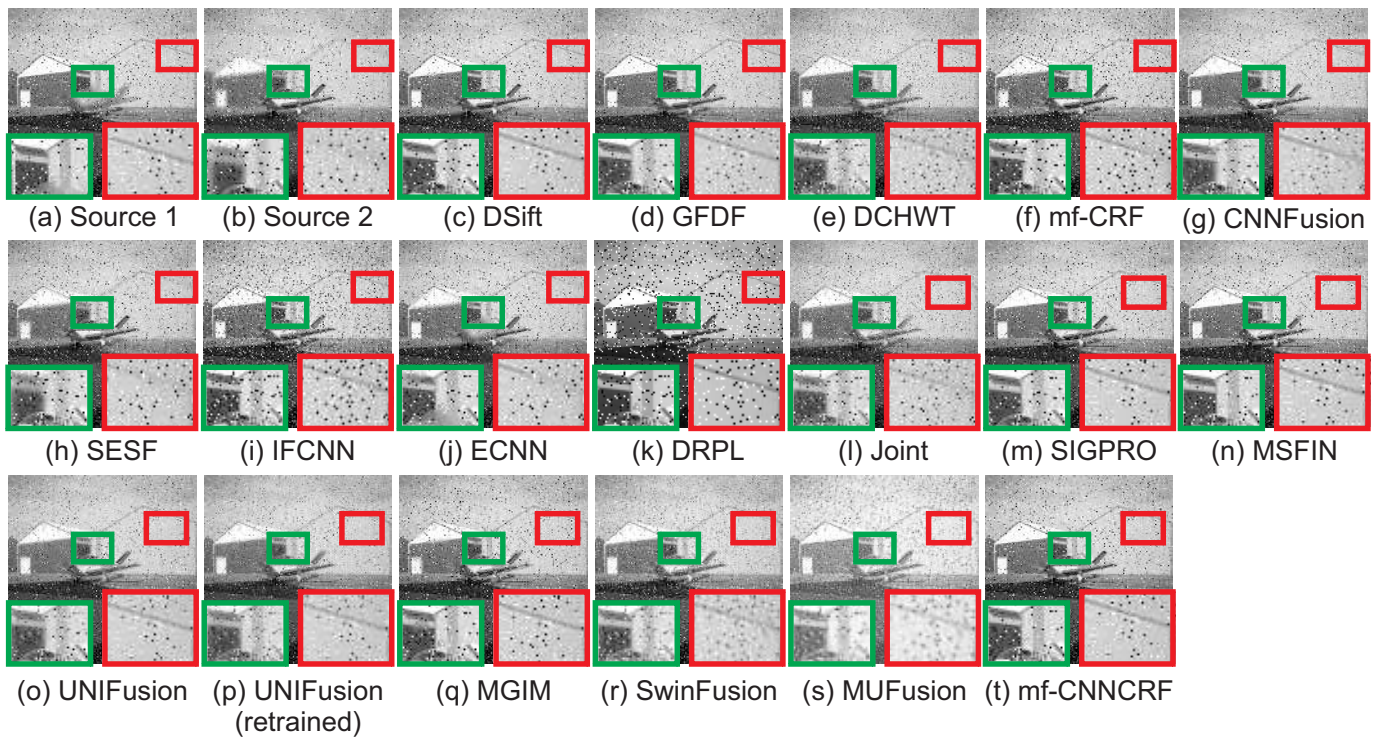 (a) Source 1
(b) Source 2
(c) DSift
(d) GFDF
(e) DCHWT
(f) mf-CRF
(g) CNNFusion
(h) SESF
(i) IFCNN
(j) ECNN
(k) DRPL
(l) Joint
(m) SIGPRO
(n) MSFIN
(o) UNIFusion
(p) UNIFusion
(retrained)
(q) MGIM
(r) SwinFusion
(s) MUFusion
(t) mf-CNNCRF